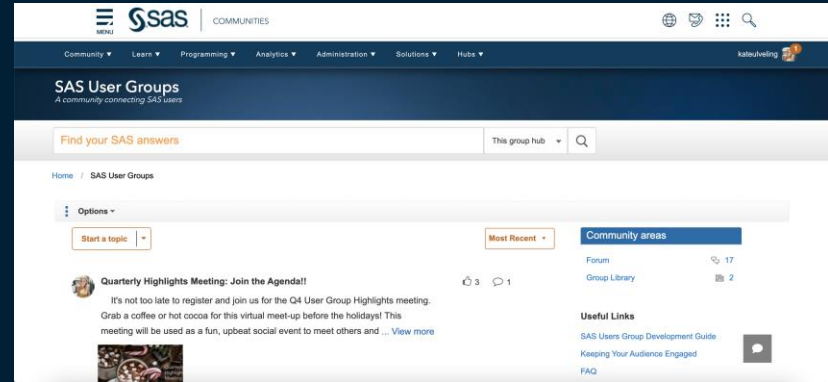 MENU
sas
COMMUNITIES
Community Learn Programming Analytics Administration Solutions Hubs kateulveling 1
SAS User Groups
A community connecting SAS users
Find your SAS answers This group hub
Home / SAS User Groups
Options
Start a topic Most Recent
Community areas
Forum 17
Group Library 2
Quarterly Highlights Meeting: Join the Agenda!! 3 1
It's not too late to register and join us for the Q4 User Group Highlights meeting.
Grab a coffee or hot cocoa for this virtual meet-up before the holidays! This
meeting will be used as a fun, upbeat social event to meet others and ... View more
Useful Links
SAS Users Group Development Guide
Keeping Your Audience Engaged
FAQ